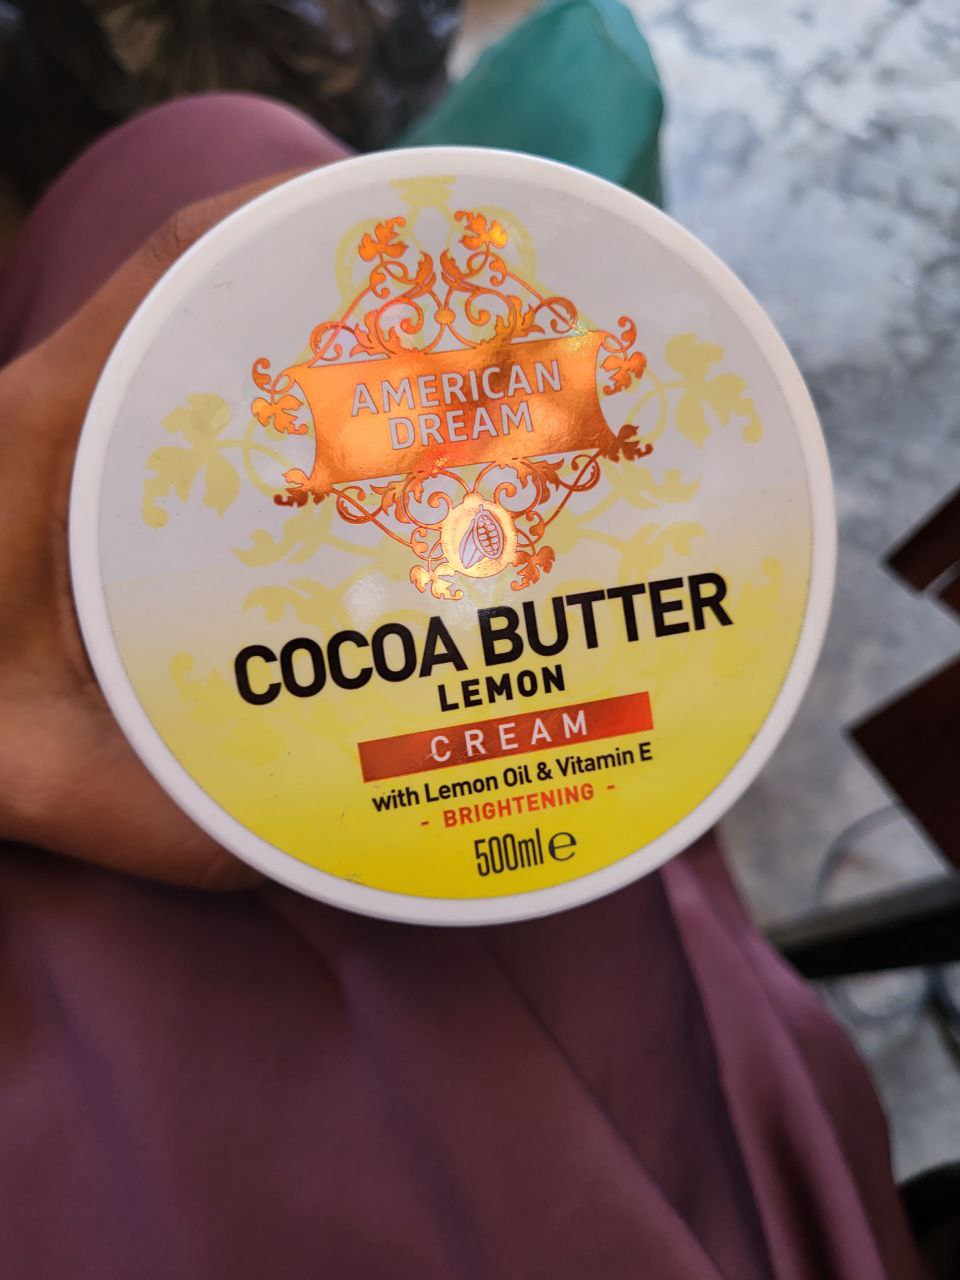 AMERICAN
DREAM
COCOA BUTTER
LEMON
CREAM
with Lemon Oil & Vitamin E
- BRIGHTENING -
500ml ℮